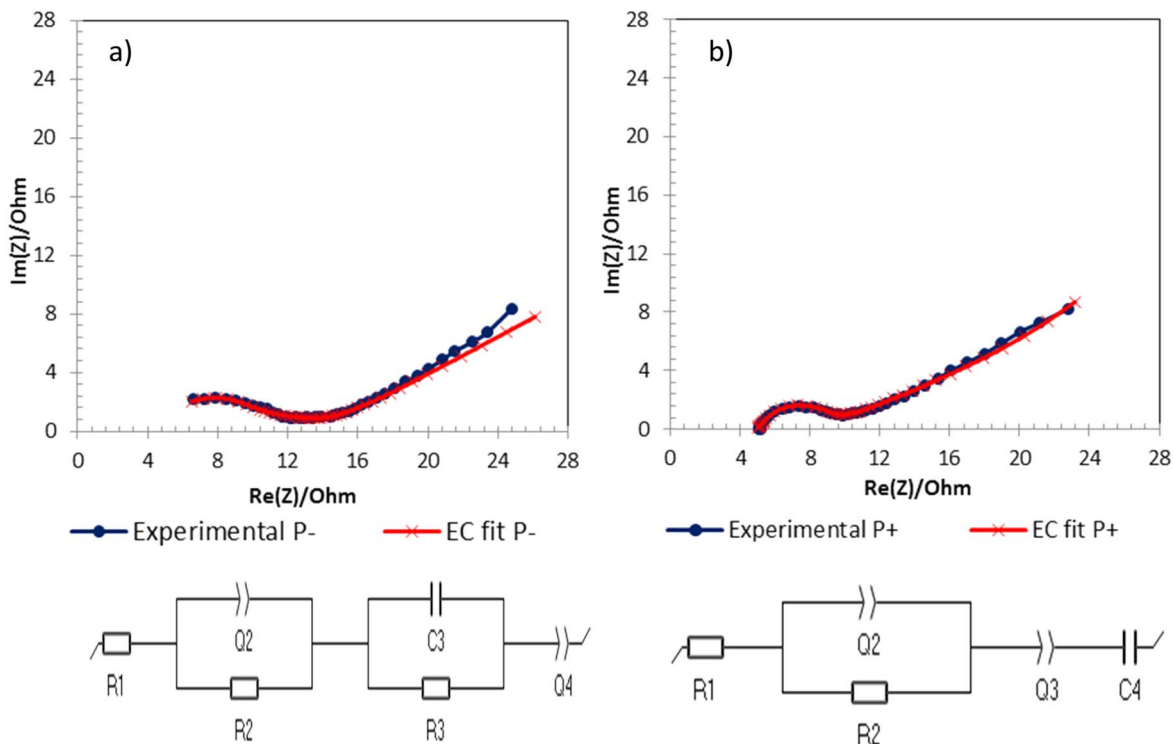 a)
28
24
20
16
12
8
4
0
Im(Z)/Ohm
0 4 8 12 16 20 24 28
Re(Z)/Ohm
Experimental P- EC fit P-
b)
28
24
20
16
12
8
4
0
Im(Z)/Ohm
0 4 8 12 16 20 24 28
Re(Z)/Ohm
Experimental P+ EC fit P+
R1 Q2 R2 C3 R3 Q4
R1 Q2 R2 Q3 C4